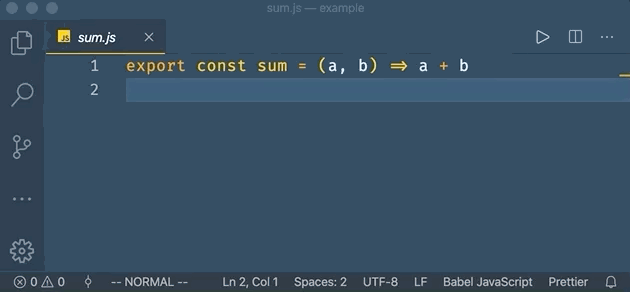 sum.js — example
JS sum.js
1 export const sum = (a, b) => a + b
2
0 0 -- NORMAL -- Ln 2, Col 1 Spaces: 2 UTF-8 LF Babel JavaScript Prettier